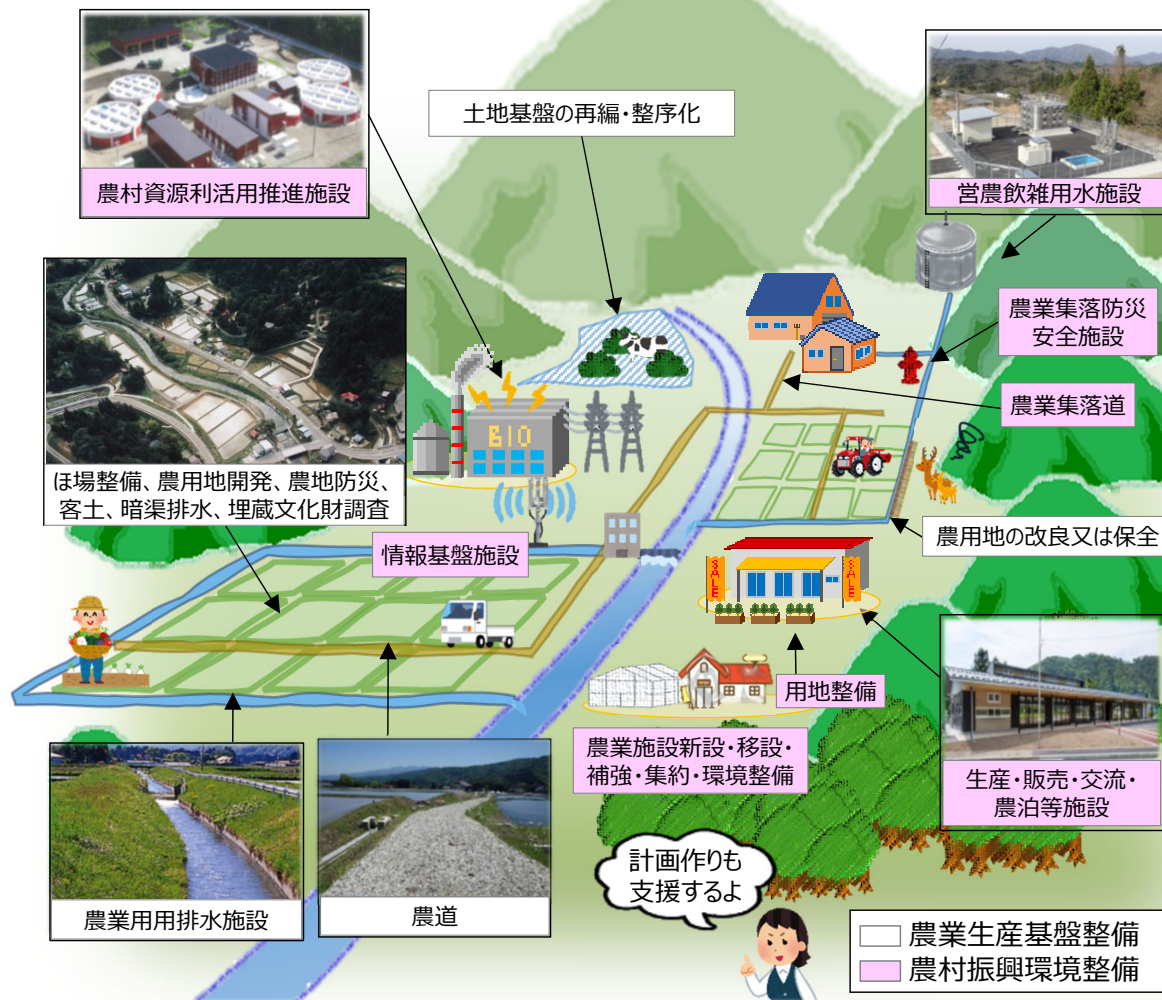 農村資源利活用推進施設
土地基盤の再編・整序化
営農飲雑用水施設
農業集落防災
安全施設
農業集落道
BIO
ほ場整備、農用地開発、農地防災、
客土、暗渠排水、埋蔵文化財調査
情報基盤施設
農用地の改良又は保全
SALE
SALE
用地整備
農業施設新設・移設・
補強・集約・環境整備
生産・販売・交流・
農泊等施設
計画作りも
支援するよ
農業用用排水施設
農道
農業生産基盤整備
農村振興環境整備